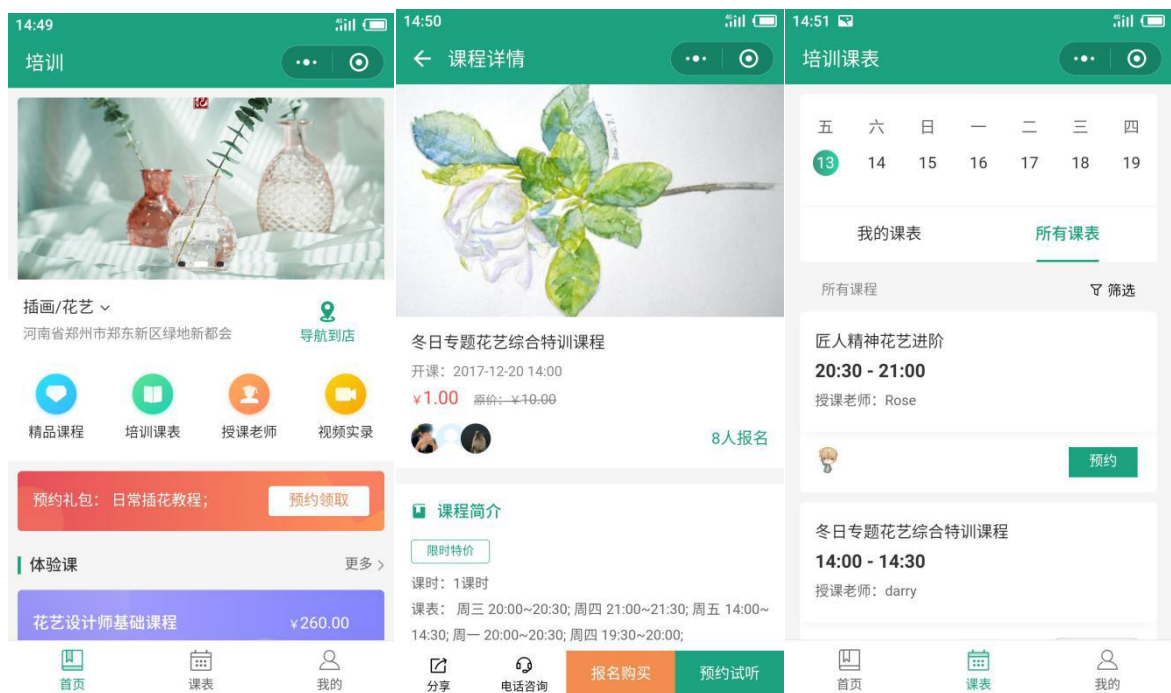 14:49
培训
插画/花艺
河南省郑州市郑东新区绿地新都会
导航到店
精品课程 培训课表 授课老师 视频实录
预约礼包： 日常插花教程； 预约领取
体验课 更多
花艺设计师基础课程 ¥260.00
首页 课表 我的
14:50
课程详情
冬日专题花艺综合特训课程
开课：2017-12-20 14:00
¥1.00 原价：¥10.00
8人报名
课程简介
限时特价
课时：1课时
课表： 周三 20:00~20:30; 周四 21:00~21:30; 周五 14:00~
14:30; 周一 20:00~20:30; 周四 19:30~20:00;
分享 电话咨询 报名购买 预约试听
14:51
培训课表
五 六 日 一 二 三 四
13 14 15 16 17 18 19
我的课表 所有课表
所有课程 筛选
匠人精神花艺进阶
20:30 - 21:00
授课老师：Rose
预约
冬日专题花艺综合特训课程
14:00 - 14:30
授课老师：darry
首页 课表 我的